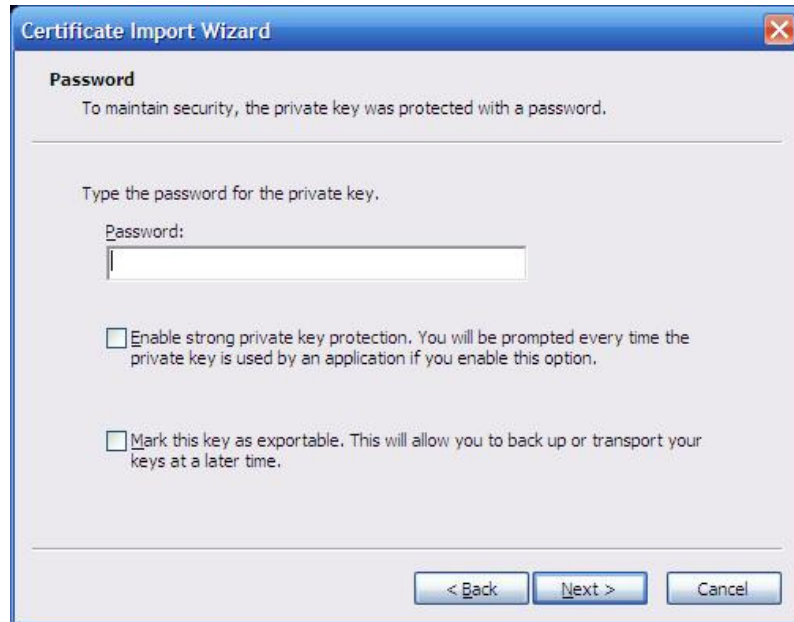 Certificate Import Wizard
Password
To maintain security, the private key was protected with a password.
Type the password for the private key.
Password:
Enable strong private key protection. You will be prompted every time the
private key is used by an application if you enable this option.
Mark this key as exportable. This will allow you to back up or transport your
keys at a later time.
< Back
Next >
Cancel